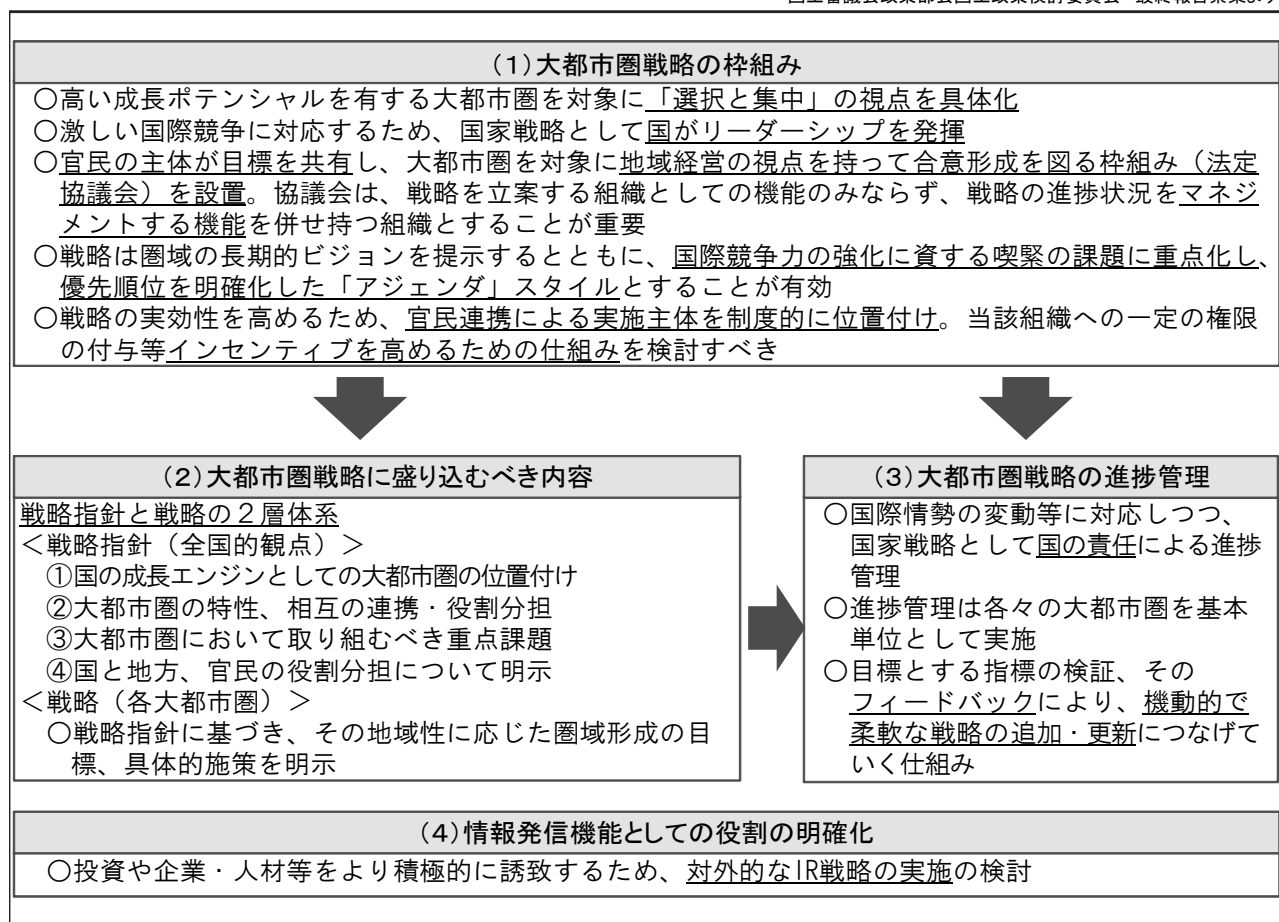 (1)大都市圏戦略の枠組み
○高い成長ポテンシャルを有する大都市圏を対象に「選択と集中」の視点を具体化
○激しい国際競争に対応するため、国家戦略として国がリーダーシップを発揮
○官民の主体が目標を共有し、大都市圏を対象に地域経営の視点を持って合意形成を図る枠組み（法定
協議会）を設置。協議会は、戦略を立案する組織としての機能のみならず、戦略の進捗状況をマネジ
メントする機能を併せ持つ組織とすることが重要
○戦略は圏域の長期的ビジョンを提示するとともに、国際競争力の強化に資する喫緊の課題に重点化し、
優先順位を明確化した「アジェンダ」スタイルとすることが有効
○戦略の実効性を高めるため、官民連携による実施主体を制度的に位置付け。当該組織への一定の権限
の付与等インセンティブを高めるための仕組みを検討すべき
(2)大都市圏戦略に盛り込むべき内容
戦略指針と戦略の２層体系
＜戦略指針（全国的観点）＞
①国の成長エンジンとしての大都市圏の位置付け
②大都市圏の特性、相互の連携・役割分担
③大都市圏において取り組むべき重点課題
④国と地方、官民の役割分担について明示
＜戦略（各大都市圏）＞
○戦略指針に基づき、その地域性に応じた圏域形成の目
標、具体的施策を明示
(3)大都市圏戦略の進捗管理
○国際情勢の変動等に対応しつつ、
国家戦略として国の責任による進捗
管理
○進捗管理は各々の大都市圏を基本
単位として実施
○目標とする指標の検証、その
フィードバックにより、機動的で
柔軟な戦略の追加・更新につなげて
いく仕組み
(4)情報発信機能としての役割の明確化
○投資や企業・人材等をより積極的に誘致するため、対外的なIR戦略の実施の検討